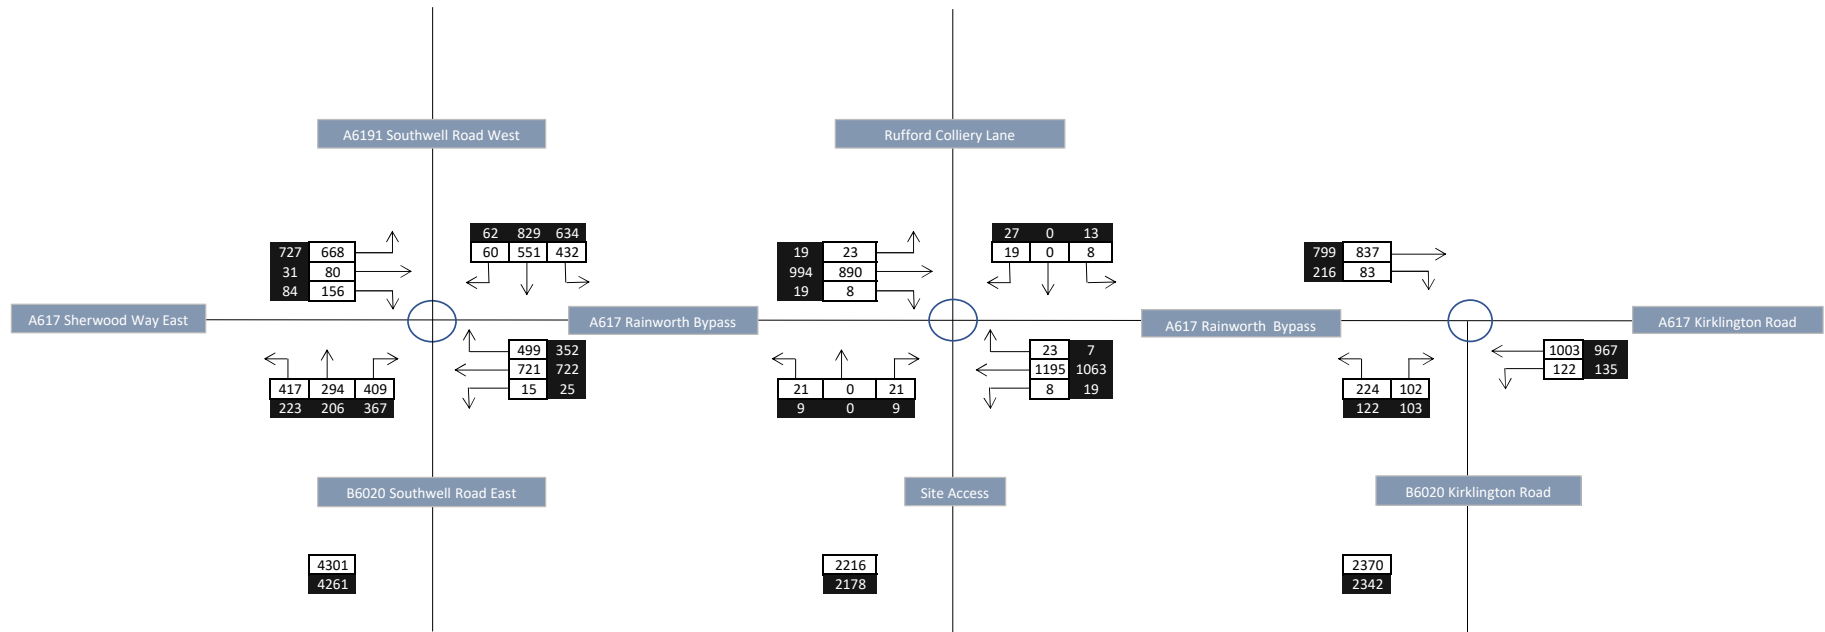 A6191 Southwell Road West
Rufford Colliery Lane
62 829 634
60 551 432
27 0 13
19 0 8
727 668
31 80
84 156
19 23
994 890
19 8
799 837
216 83
A617 Sherwood Way East
A617 Rainworth Bypass
A617 Rainworth Bypass
A617 Kirklington Road
499 352
721 722
15 25
23 7
1195 1063
8 19
1003 967
122 135
417 294 409
223 206 367
21 0 21
9 0 9
224 102
122 103
B6020 Southwell Road East
Site Access
B6020 Kirklington Road
4301
4261
2216
2178
2370
2342